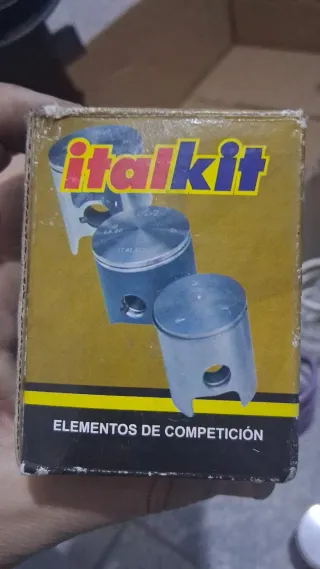 italkit
ELEMENTOS DE COMPETICIÓN